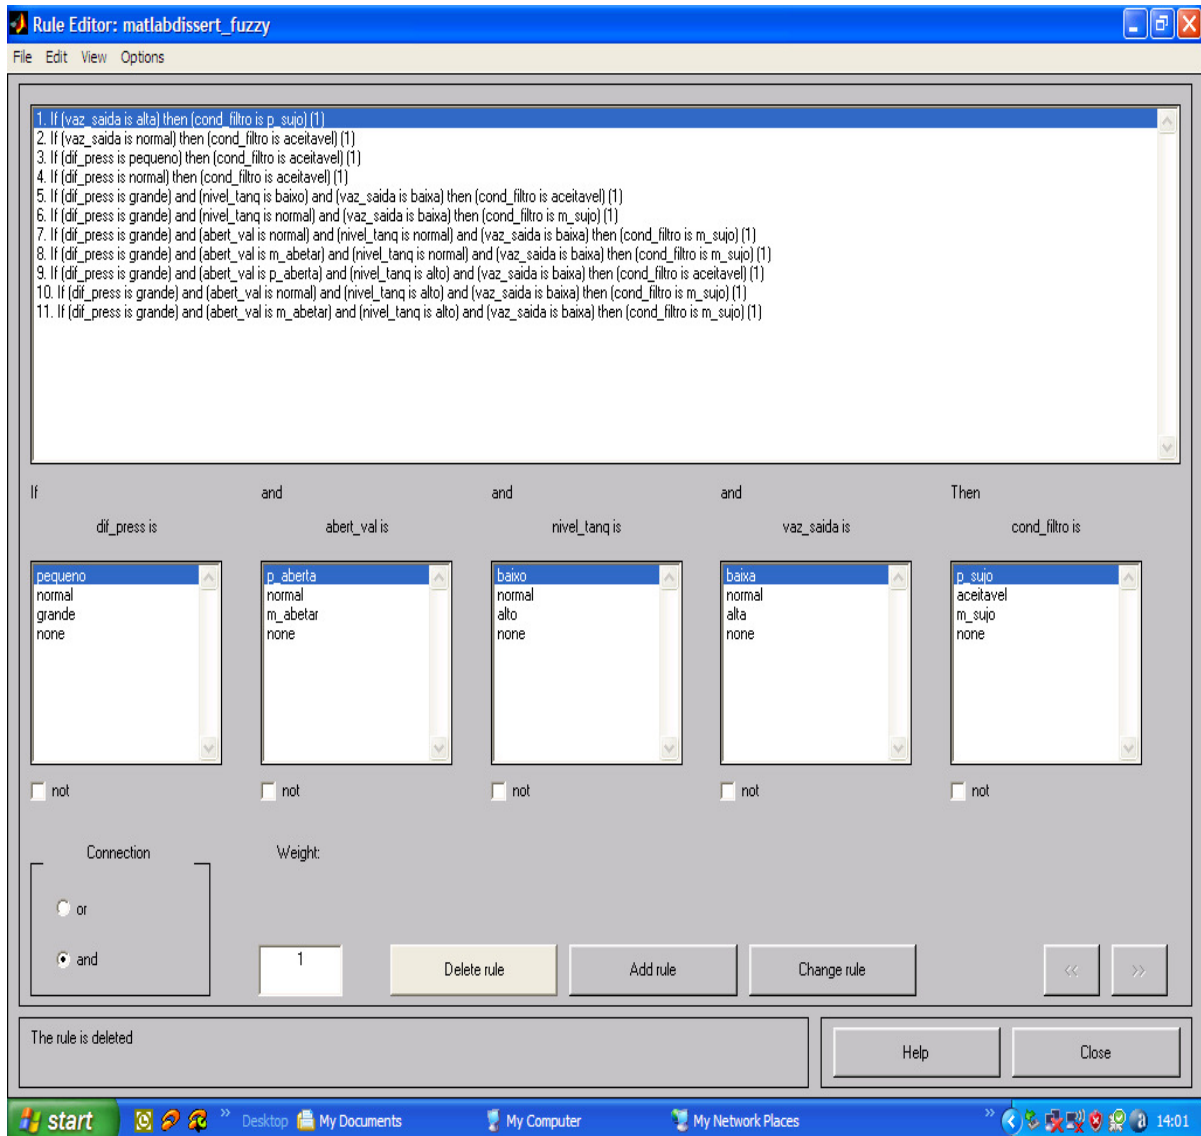 Rule Editor: matlabdissert_fuzzy
File Edit View Options
1. If (vaz_saida is alta) then (cond_filtro is p_sujo) (1)
2. If (vaz_saida is normal) then (cond_filtro is aceitavel) (1)
3. If (dif_press is pequeno) then (cond_filtro is aceitavel) (1)
4. If (dif_press is normal) then (cond_filtro is aceitavel) (1)
5. If (dif_press is grande) and (nivel_tanq is baixo) and (vaz_saida is baixa) then (cond_filtro is aceitavel) (1)
6. If (dif_press is grande) and (nivel_tanq is normal) and (vaz_saida is baixa) then (cond_filtro is m_sujo) (1)
7. If (dif_press is grande) and (abert_val is normal) and (nivel_tanq is normal) and (vaz_saida is baixa) then (cond_filtro is m_sujo) (1)
8. If (dif_press is grande) and (abert_val is m_abetar) and (nivel_tanq is normal) and (vaz_saida is baixa) then (cond_filtro is m_sujo) (1)
9. If (dif_press is grande) and (abert_val is p_aberta) and (nivel_tanq is alto) and (vaz_saida is baixa) then (cond_filtro is aceitavel) (1)
10. If (dif_press is grande) and (abert_val is normal) and (nivel_tanq is alto) and (vaz_saida is baixa) then (cond_filtro is m_sujo) (1)
11. If (dif_press is grande) and (abert_val is m_abetar) and (nivel_tanq is alto) and (vaz_saida is baixa) then (cond_filtro is m_sujo) (1)
If and and and Then
dif_press is abert_val is nivel_tanq is vaz_saida is cond_filtro is
pequeno p_aberta baixo baixa p_sujo
normal normal normal normal aceitavel
grande m_abetar alto alta m_sujo
none none none none none
not not not not not
Connection Weight:
or
and 1 Delete rule Add rule Change rule << >>
The rule is deleted Help Close
start » Desktop My Documents My Computer My Network Places » 14:01